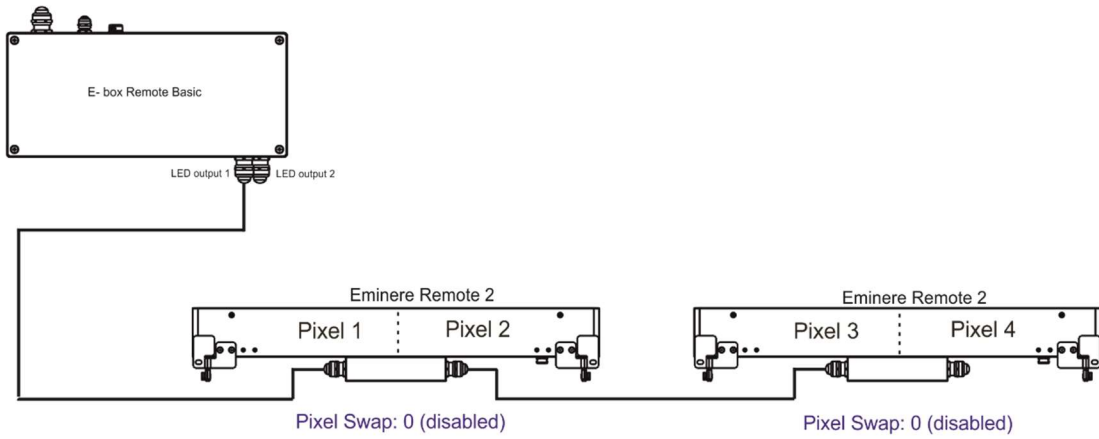 E- box Remote Basic
LED output 1
LED output 2
Eminere Remote 2
Eminere Remote 2
Pixel 1
Pixel 2
Pixel 3
Pixel 4
Pixel Swap: 0 (disabled)
Pixel Swap: 0 (disabled)